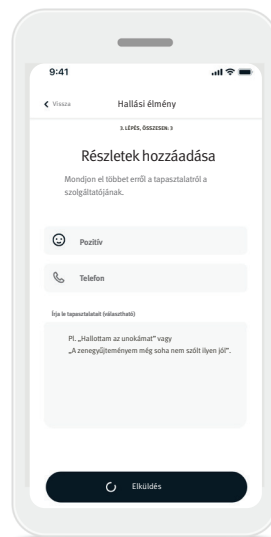 9:41
Vissza
Hallási élmény
3. LÉPÉS, ÖSSZESEN: 3
Részletek hozzáadása
Mondjon el többet erről a tapasztalatról a
szolgáltatójának.
Pozitív
Telefon
Írja le tapasztalatait (választható)
Pl. „Hallottam az unokámat” vagy
„A zenegyűjteményem még soha nem szólt ilyen jól”.
Elküldés